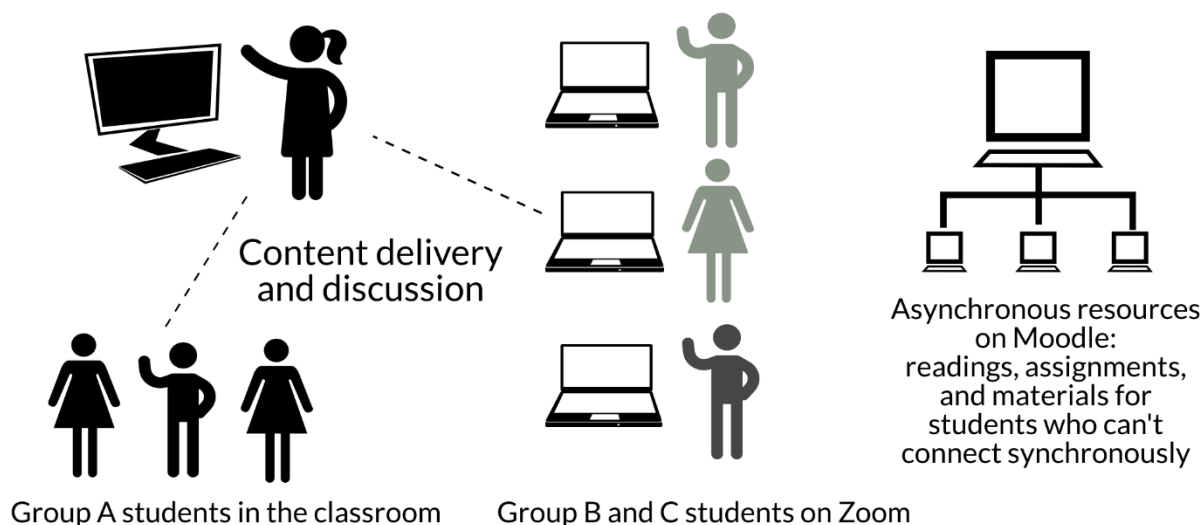 Content delivery
and discussion
Group A students in the classroom
Group B and C students on Zoom
Asynchronous resources
on Moodle:
readings, assignments,
and materials for
students who can't
connect synchronously